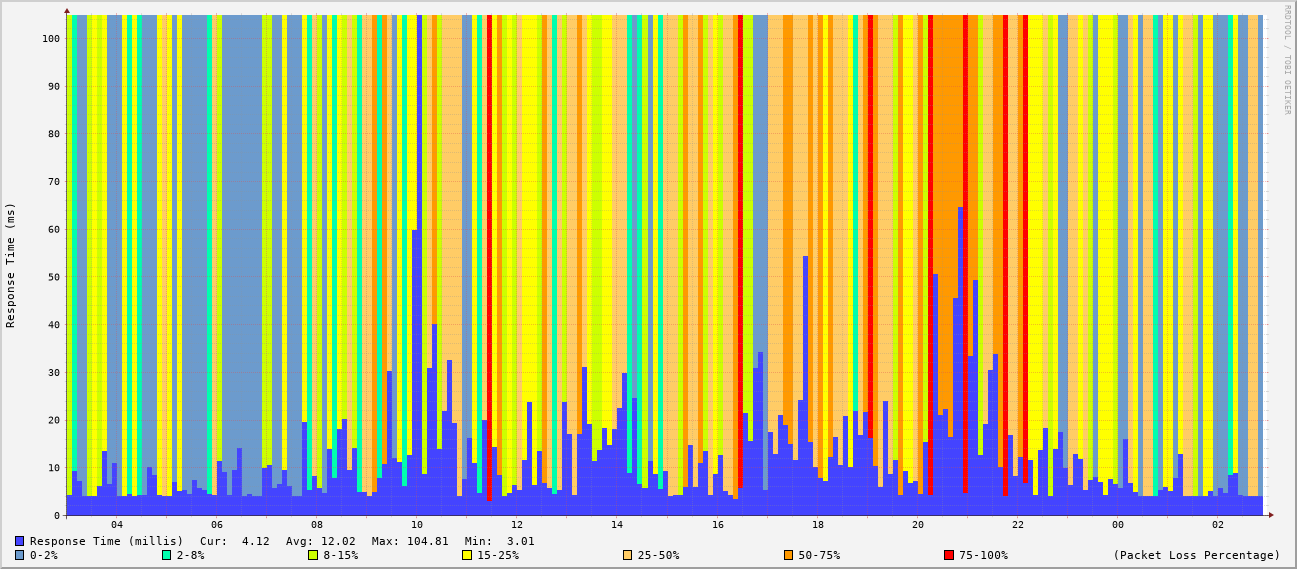 RRDTOOL / TOBI OETIKER
Response Time (ms)
100
90
80
70
60
50
40
30
20
10
0
04 06 08 10 12 14 16 18 20 22 00 02
Response Time (millis) Cur: 4.12 Avg: 12.02 Max: 104.81 Min: 3.01
0-2% 2-8% 8-15% 15-25% 25-50% 50-75% 75-100% (Packet Loss Percentage)